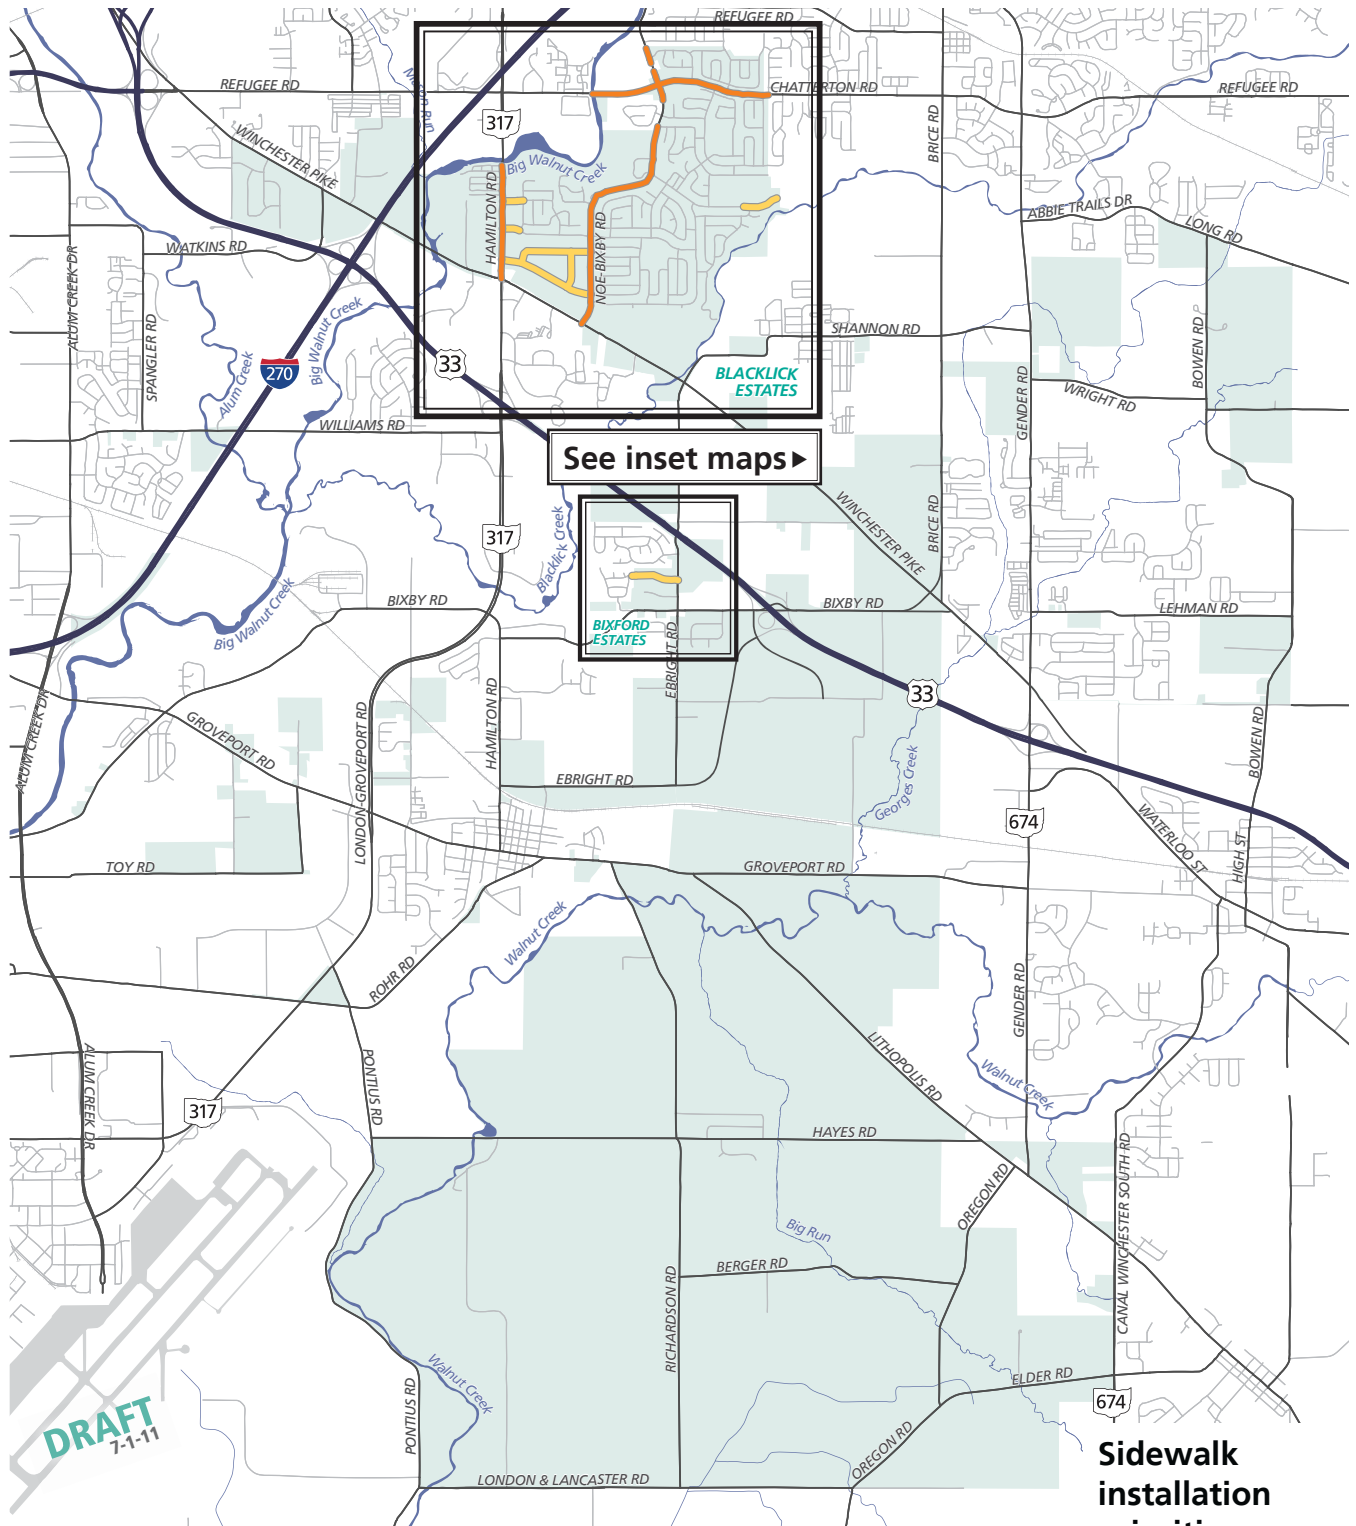 REFUGEE RD
REFUGEE RD
CHATTERTON RD
REFUGEE RD
Mason Run
317
WINCHESTER PIKE
BRICE RD
Big Walnut Creek
HAMILTON RD
NOE-BIXBY RD
ABBIE TRAILS DR
LONG RD
WATKINS RD
ALUM CREEK DR
SPANGLER RD
Big Walnut Creek
Alum Creek
270
33
SHANNON RD
BOWEN RD
BLACKLICK
ESTATES
GENDER RD
WRIGHT RD
WILLIAMS RD
See inset maps
317
Blacklick Creek
WINCHESTER PIKE
BRICE RD
BIXBY RD
BIXBY RD
LEHMAN RD
Big Walnut Creek
BIXFORD
ESTATES
EBRIGHT RD
33
ALUM CREEK DR
GROVEPORT RD
LONDON-GROVEPORT RD
HAMILTON RD
BOWEN RD
EBRIGHT RD
Georges Creek
674
WATERLOO ST
HIGH ST
TOY RD
GROVEPORT RD
Walnut Creek
ROHR RD
GENDER RD
LITHOPOLIS RD
Walnut Creek
ALUM CREEK DR
PONTIUS RD
317
HAYES RD
CANAL WINCHESTER SOUTH RD
OREGON RD
Big Run
BERGER RD
RICHARDSON RD
Walnut Creek
ELDER RD
674
DRAFT
7-1-11
PONTIUS RD
OREGON RD
LONDON & LANCASTER RD
Sidewalk
installation